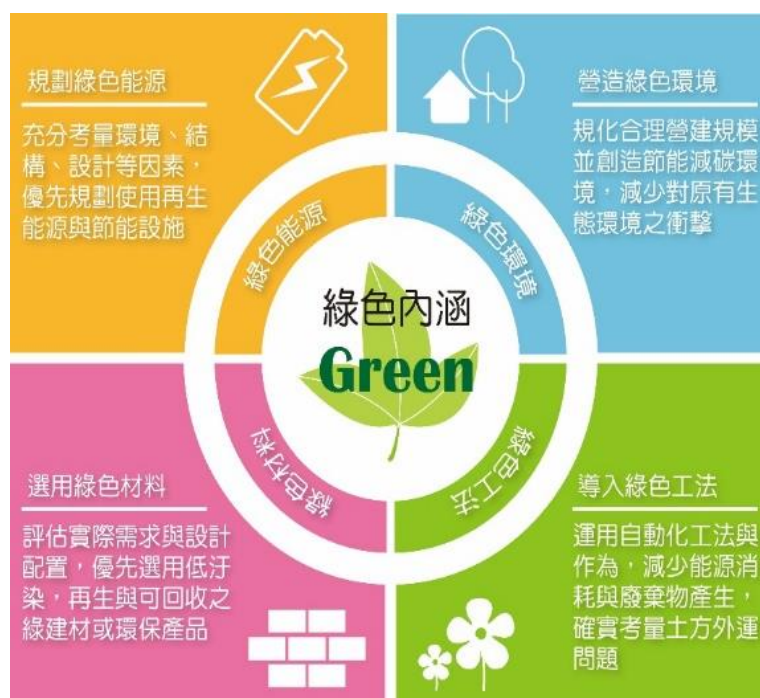 規劃綠色能源
充分考量環境、結
構、設計等因素，
優先規劃使用再生
能源與節能設施
營造綠色環境
規化合理營建規模
並創造節能減碳環
境，減少對原有生
態環境之衝擊
綠色能源
綠色環境
綠色內涵
Green
綠色材料
綠色工法
選用綠色材料
評估實際需求與設計
配置，優先選用低汙
染，再生與可回收之
綠建材或環保產品
導入綠色工法
運用自動化工法與
作為，減少能源消
耗與廢棄物產生，
確實考量土方外運
問題